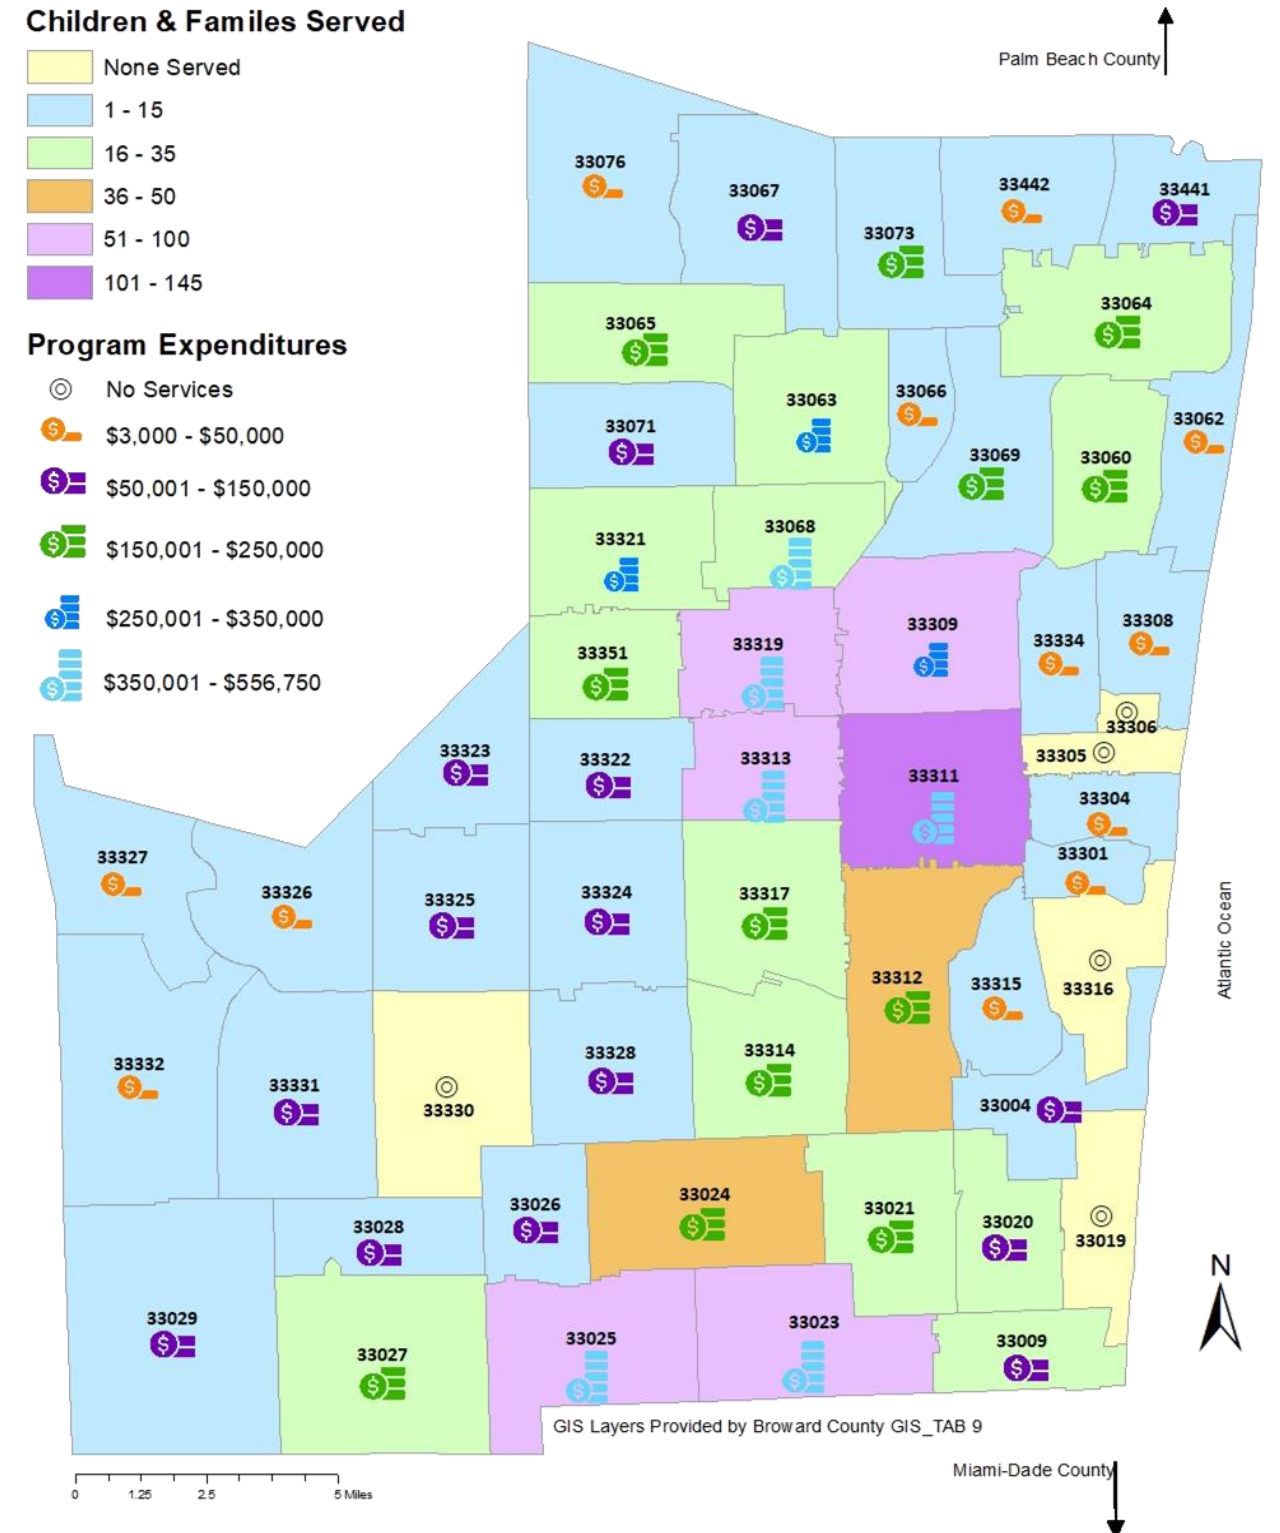 Children & Familes Served
None Served
1 - 15
16 - 35
36 - 50
51 - 100
101 - 145
Program Expenditures
No Services
$3,000 - $50,000
$50,001 - $150,000
$150,001 - $250,000
$250,001 - $350,000
$350,001 - $556,750
Palm Beach County
33076
33067
33442
33441
33073
33064
33065
33063
33066
33062
33071
33069
33060
33321
33068
33309
33308
33319
33334
33351
33306
33323
33322
33313
33305
33311
33304
33301
33327
33326
33325
33324
33317
33312
33315
33316
Atlantic Ocean
33332
33331
33330
33328
33314
33004
33026
33024
33021
33020
33019
33028
33029
33027
33025
33023
33009
N
GIS Layers Provided by Broward County GIS_TAB 9
Miami-Dade County
0 1.25 2.5 5 Miles